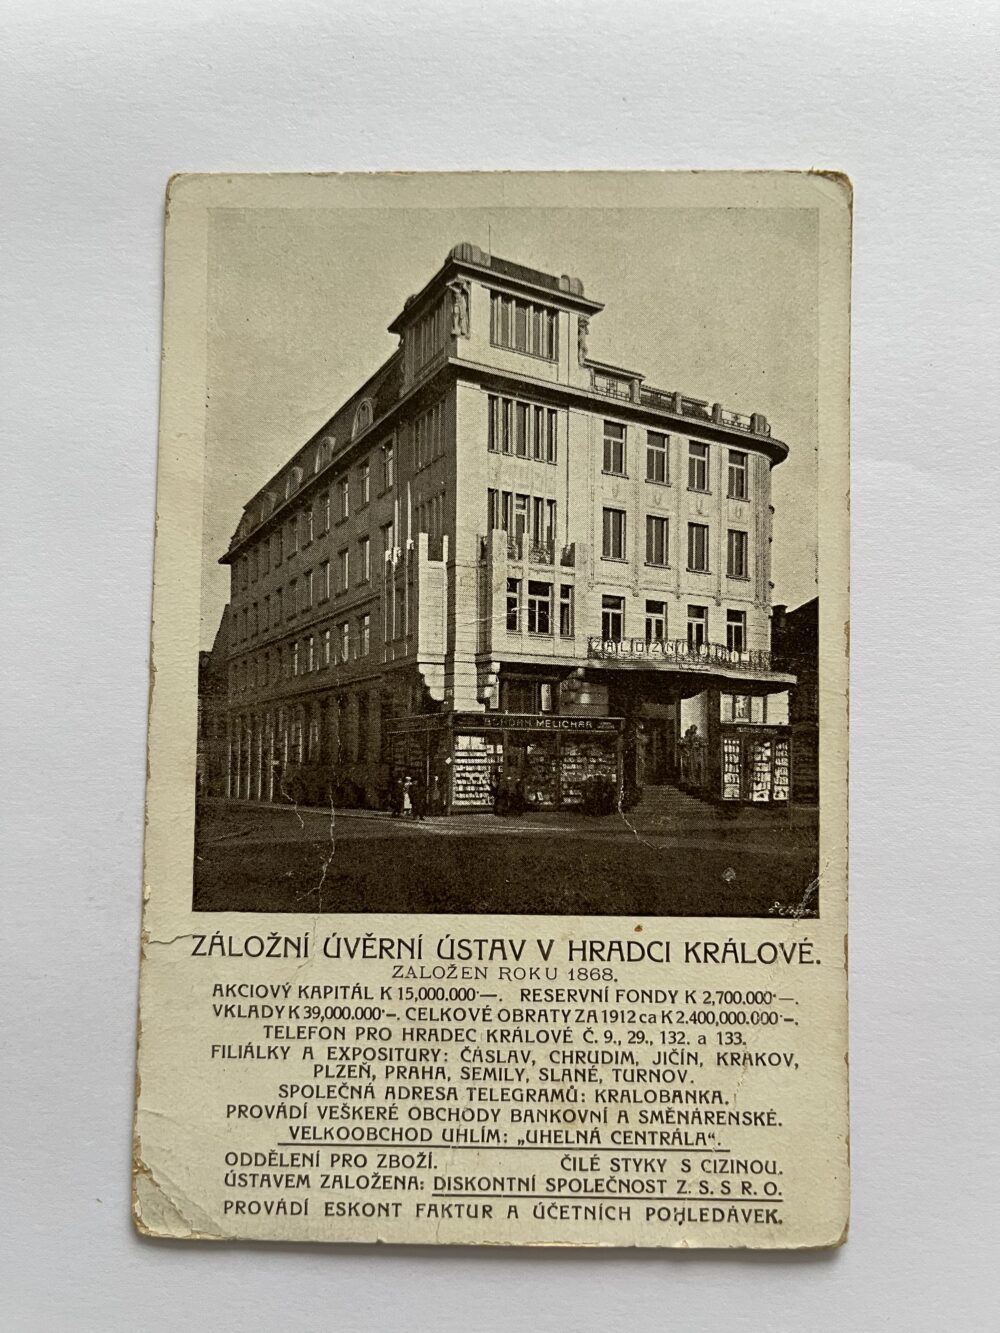 BOHDAN MELICHAR
ZÁLOŽNÍ
ZÁLOŽNÍ ÚVĚRNÍ ÚSTAV V HRADCI KRÁLOVÉ.
ZALOŽEN ROKU 1868.
AKCIOVÝ KAPITÁL K 15,000.000·—. RESERVNÍ FONDY K 2,700.000·—.
VKLADY K 39,000.000·–. CELKOVÉ OBRATY ZA 1912 ca K 2.400,000.000·–.
TELEFON PRO HRADEC KRÁLOVÉ Č. 9., 29., 132. a 133.
FILIÁLKY A EXPOSITURY: ČÁSLAV, CHRUDIM, JIČÍN, KRAKOV,
PLZEŇ, PRAHA, SEMILY, SLANÉ, TURNOV.
SPOLEČNÁ ADRESA TELEGRAMŮ: KRALOBANKA.
PROVÁDÍ VEŠKERÉ OBCHODY BANKOVNÍ A SMĚNÁRENSKÉ.
VELKOOBCHOD UHLÍM: „UHELNÁ CENTRÁLA“.
ODDĚLENÍ PRO ZBOŽÍ. ČILÉ STYKY S CIZINOU.
ÚSTAVEM ZALOŽENA: DISKONTNÍ SPOLEČNOST Z. S. S R. O.
PROVÁDÍ ESKONT FAKTUR A ÚČETNÍCH POHLEDÁVEK.